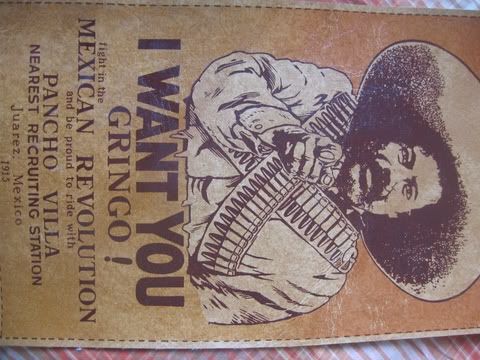 I WANT YOU
GRINGO!
fight in the
MEXICAN REVOLUTION
and be proud to ride with
PANCHO VILLA
NEAREST RECRUITING STATION
Juarez, Mexico
1915